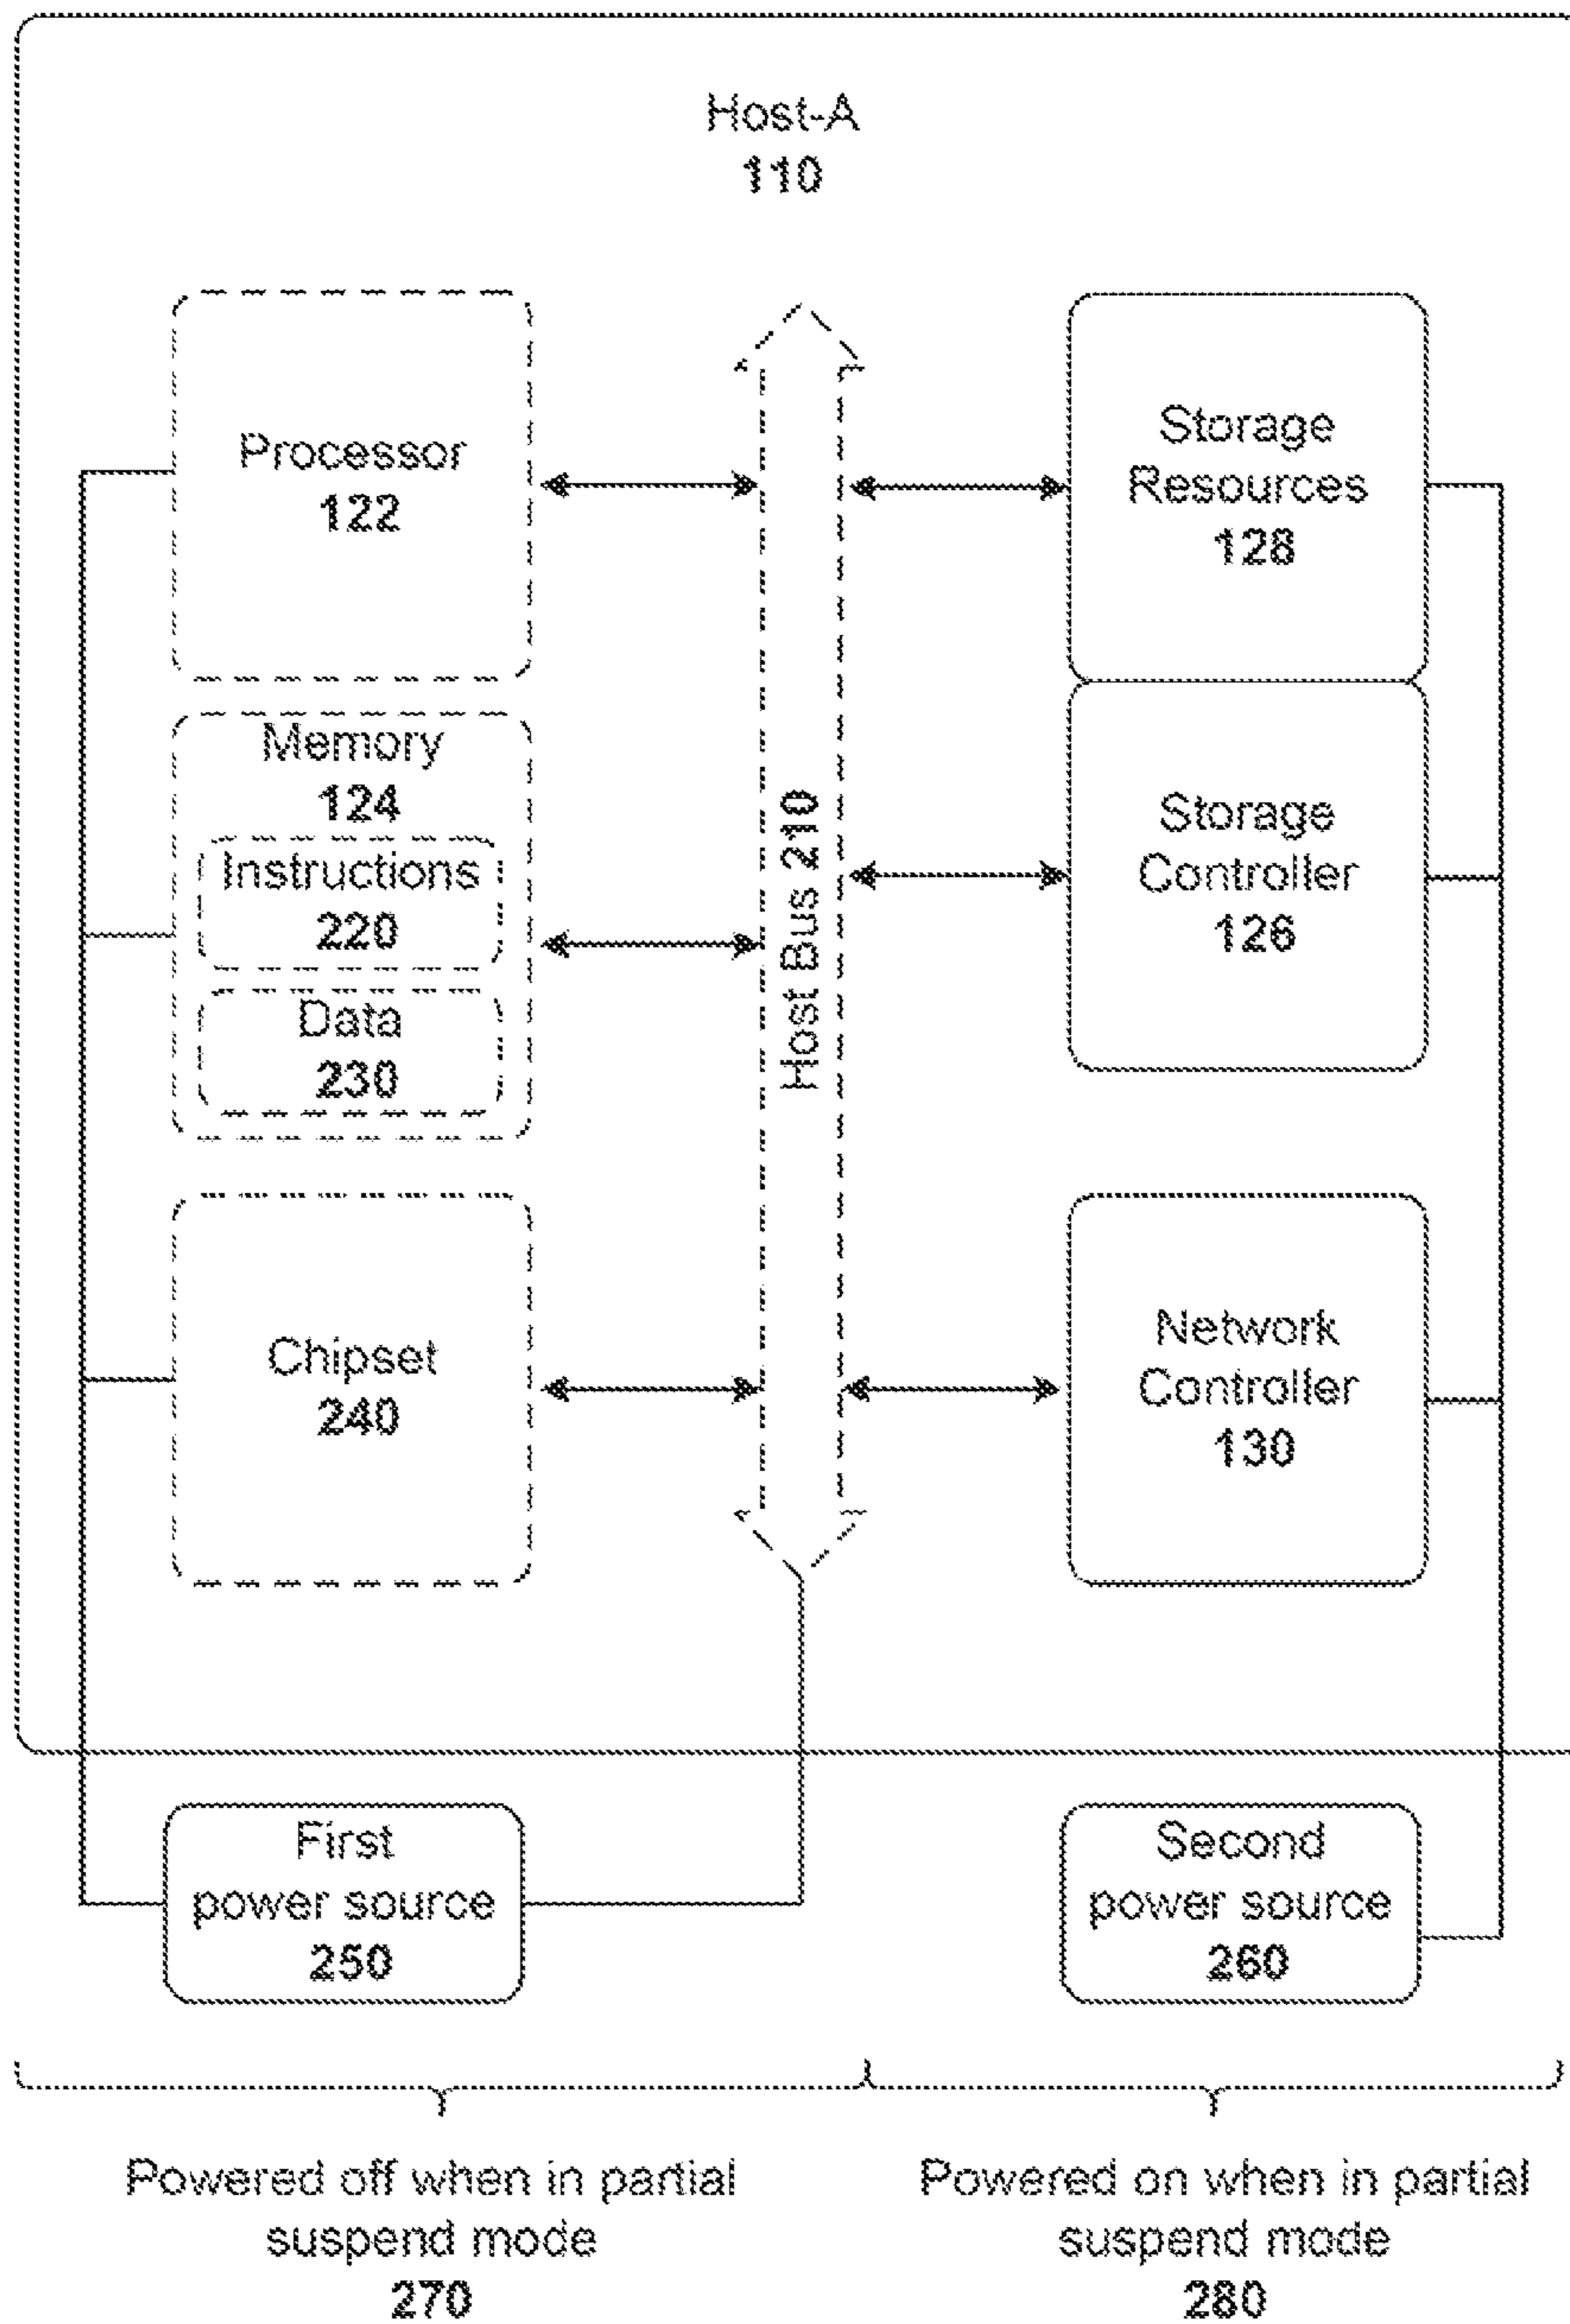 Host-A
110
Processor
122
Memory
124
Instructions
220
Data
230
Chipset
240
Host Bus 210
Storage
Resources
128
Storage
Controller
126
Network
Controller
130
First
power source
250
Second
power source
260
Powered off when in partial
suspend mode
270
Powered on when in partial
suspend mode
280